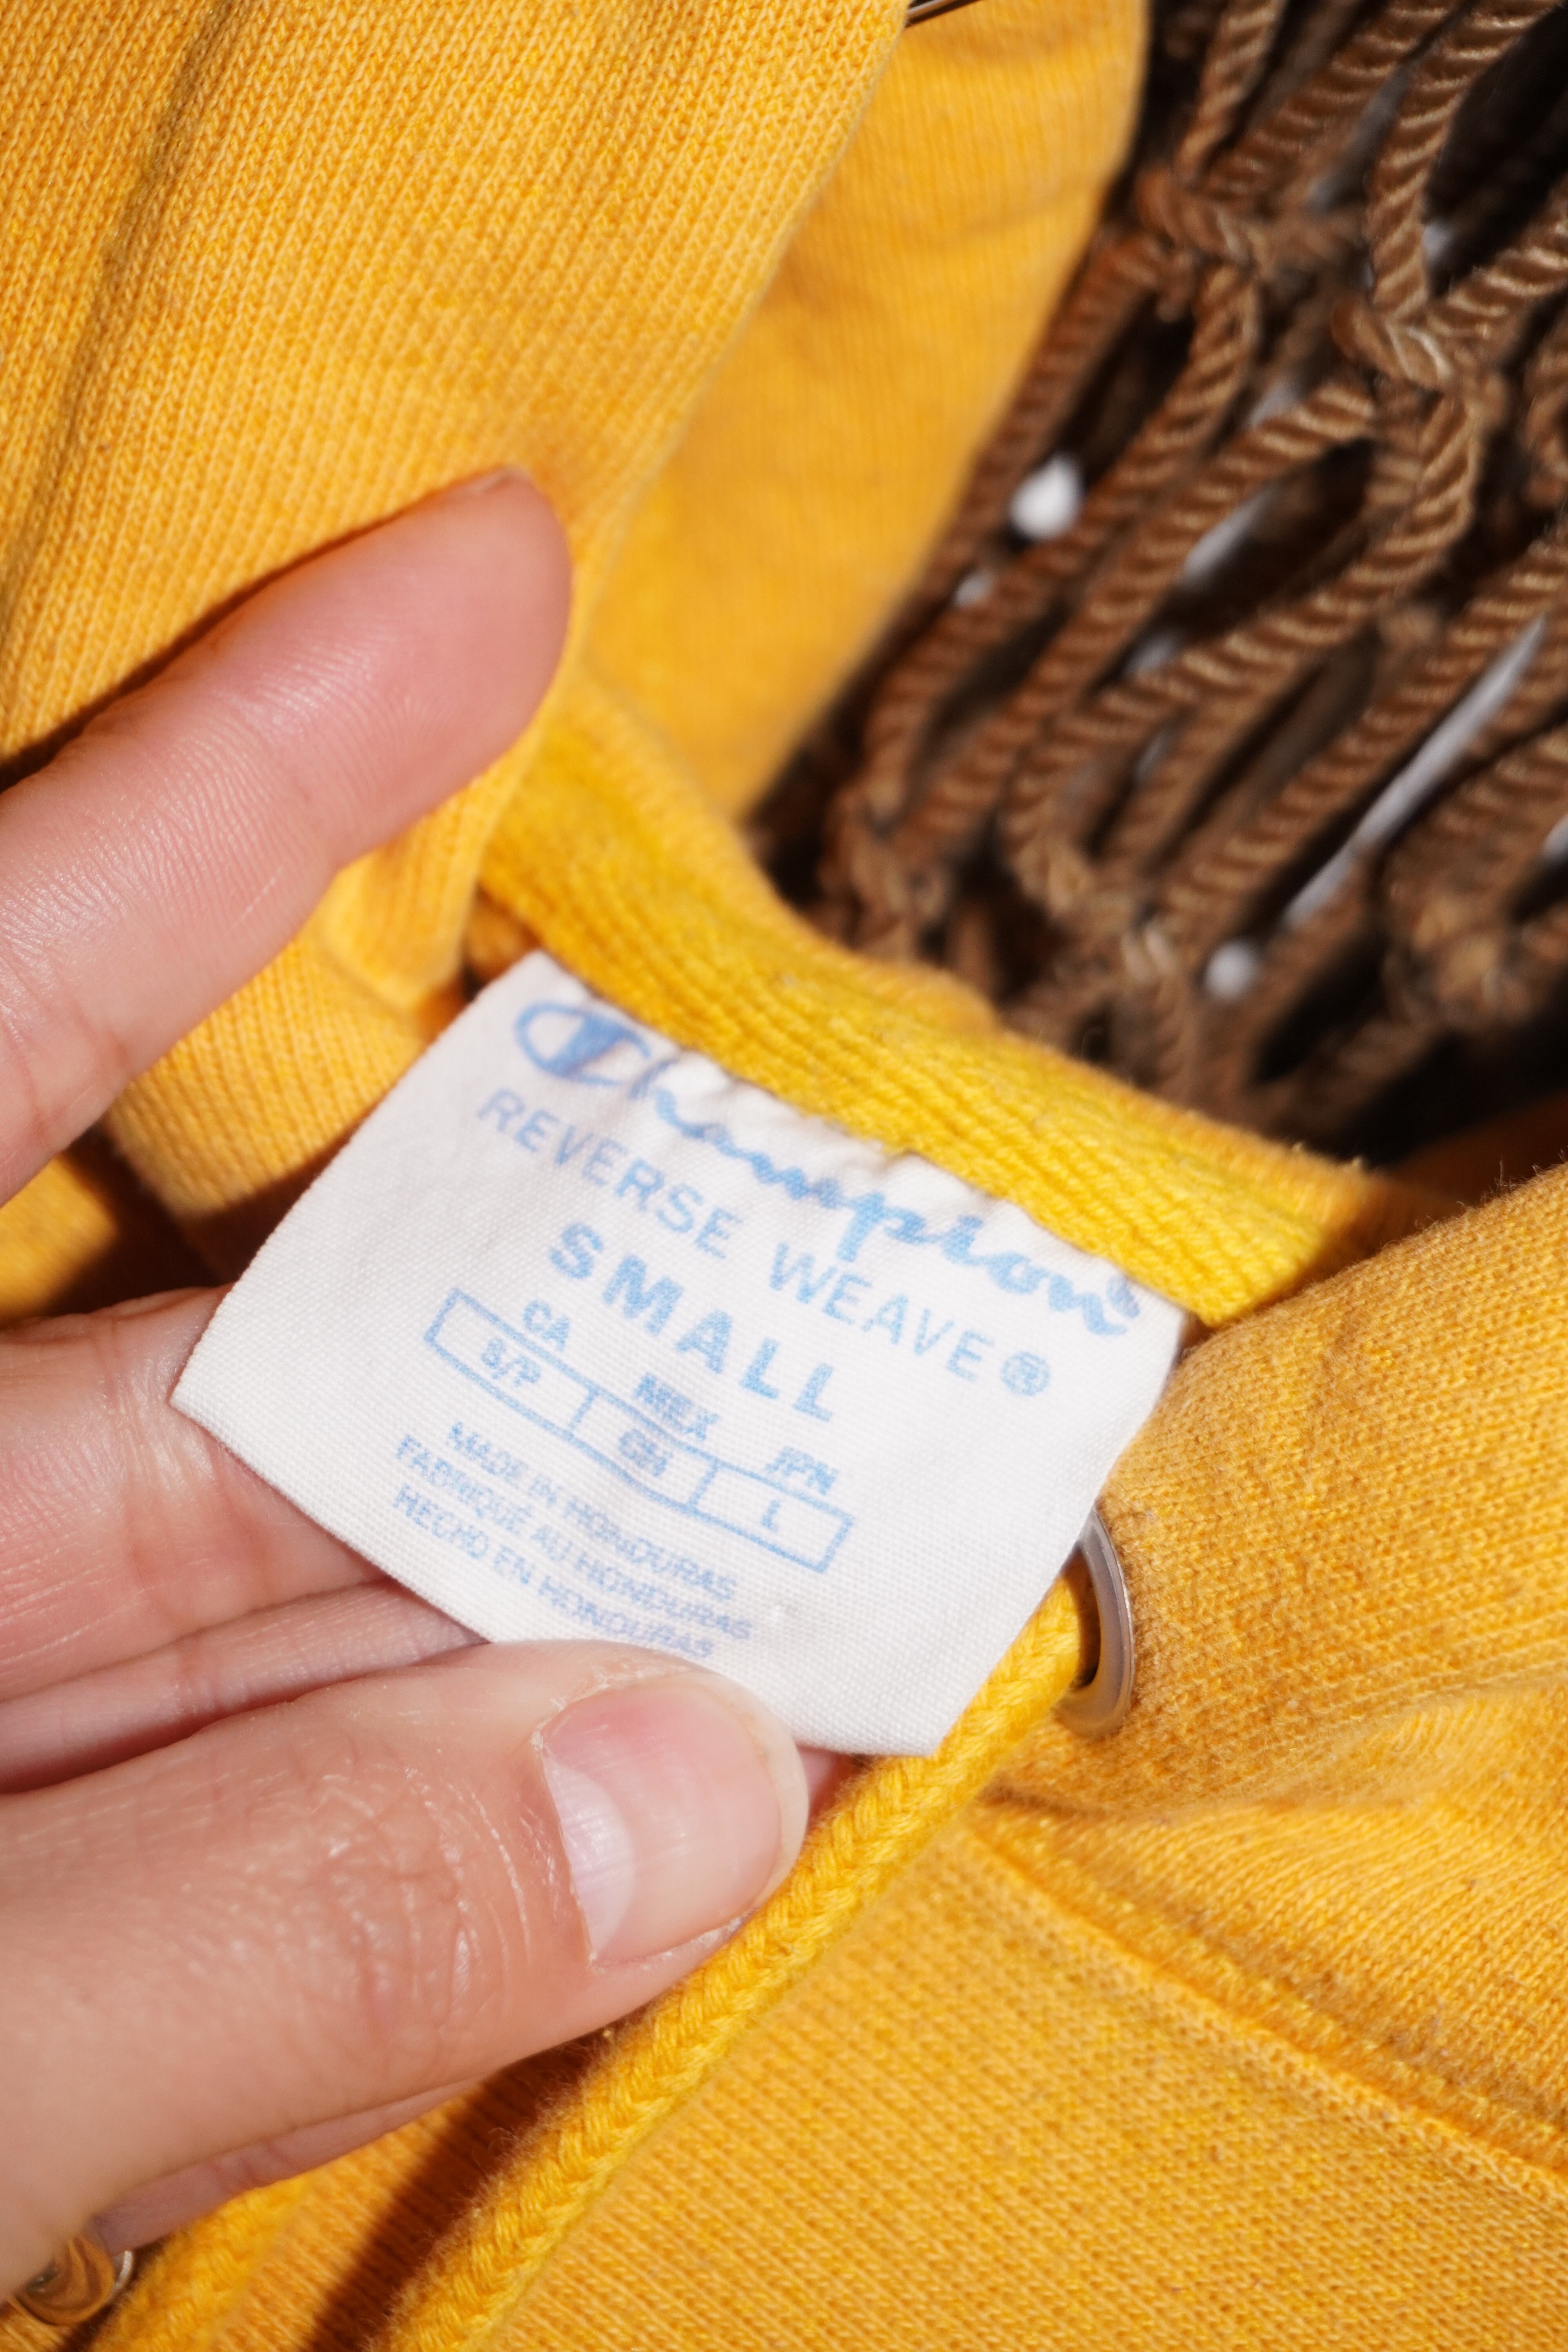 Champion®
REVERSE WEAVE®
SMALL
CA MEX JPN
S/P CH L
MADE IN HONDURAS
FABRIQUÉ AU HONDURAS
HECHO EN HONDURAS